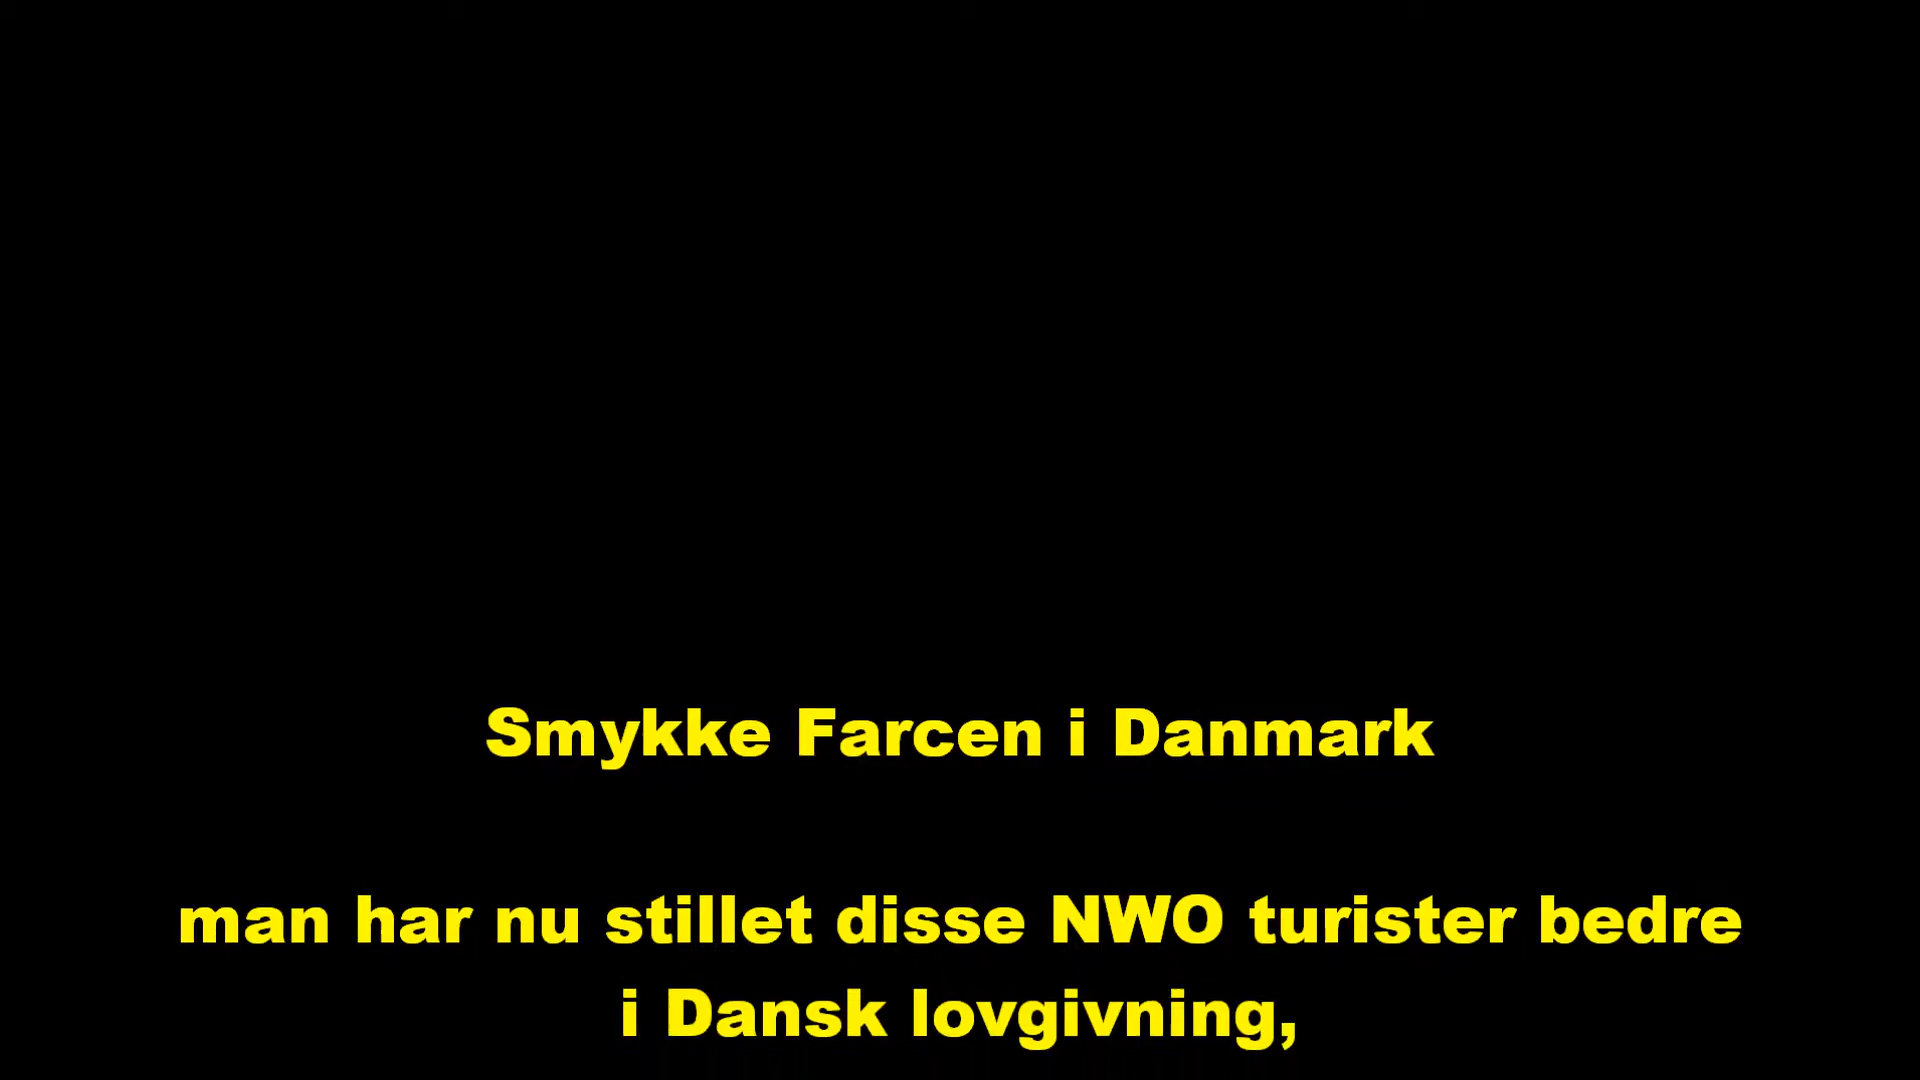 Smykke Farcen i Danmark
man har nu stillet disse NWO turister bedre
i Dansk lovgivning,